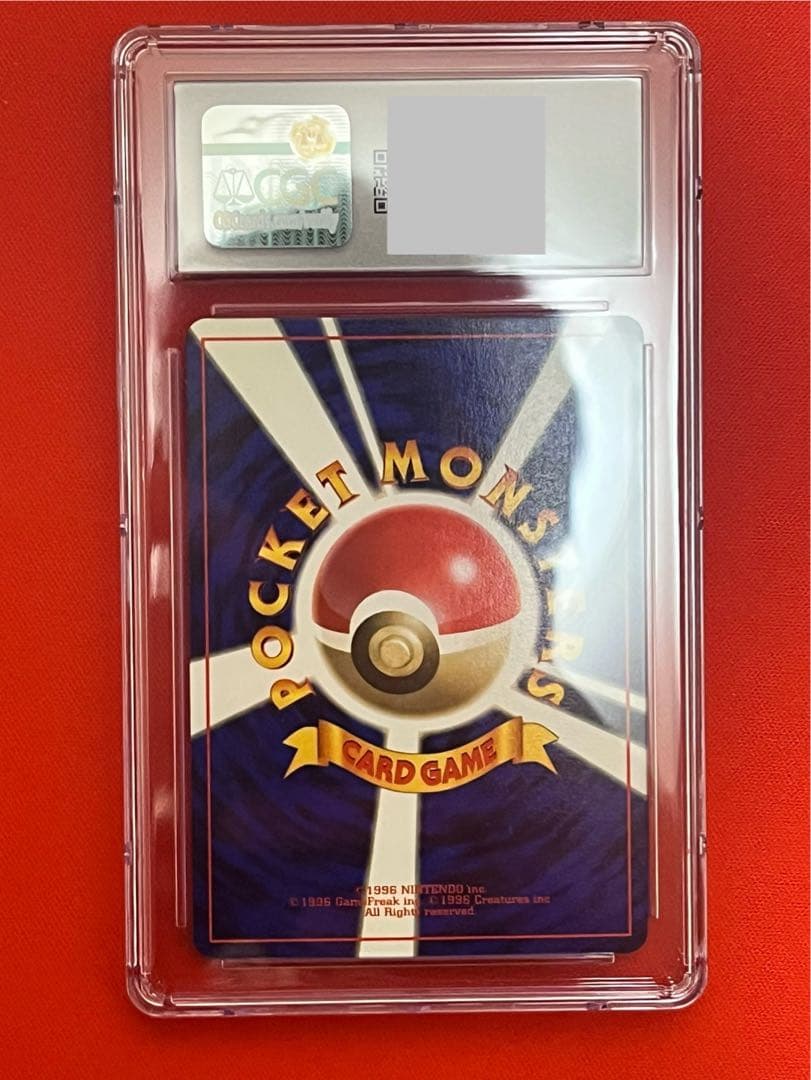 CGC
POCKET MONSTERS
CARD GAME
©1996 NINTENDO inc.
©1996 GameFreak inc. ©1996 Creatures inc
All Rights reserved.